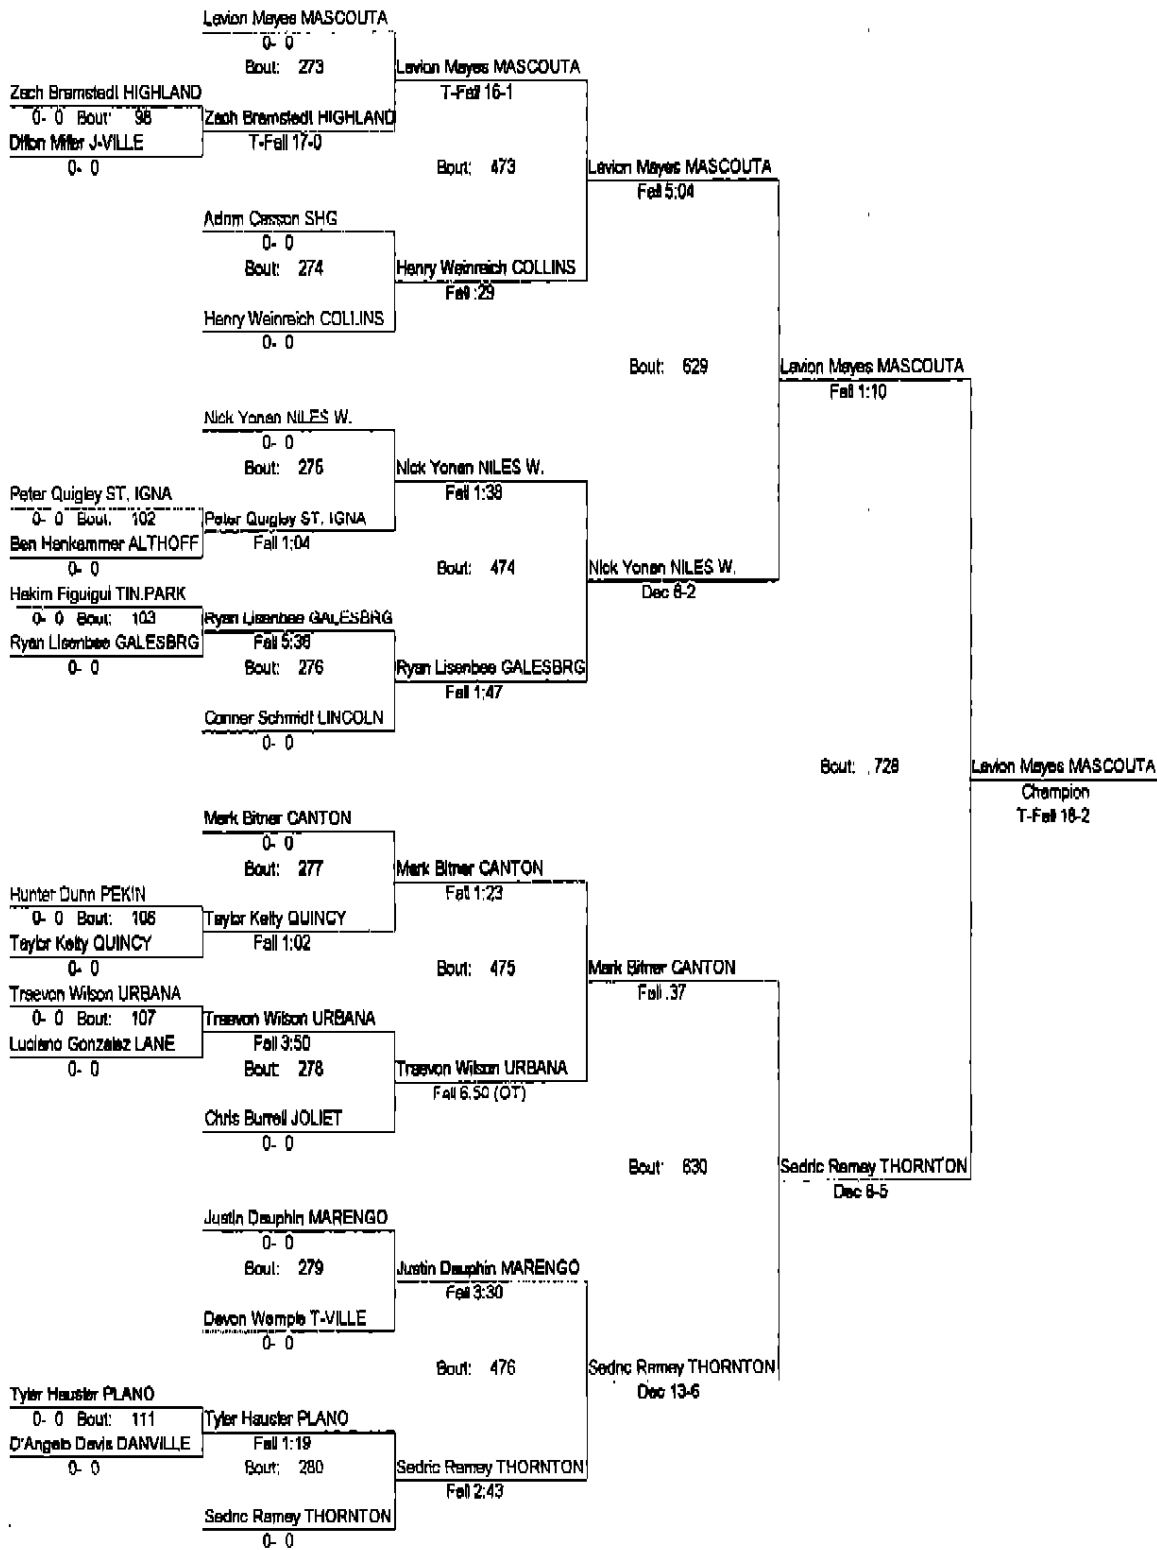 Lavion Mayes MASCOUTA
0- 0
Bout: 273
Lavion Mayes MASCOUTA
T-Fall 16-1
Zach Bramstedt HIGHLAND
0- 0 Bout: 98
Zach Bramstedt HIGHLAND
Dillon Miller J-VILLE
T-Fall 17-0
0- 0
Bout: 473
Lavion Mayes MASCOUTA
Fall 5:04
Adam Casson SHG
0- 0
Bout: 274
Henry Weinreich COLLINS
Fall :29
Henry Weinreich COLLINS
0- 0
Bout: 629
Lavion Mayes MASCOUTA
Fall 1:10
Nick Yonan NILES W.
0- 0
Bout: 275
Nick Yonan NILES W.
Fall 1:38
Peter Quigley ST. IGNA
0- 0 Bout: 102
Peter Quigley ST. IGNA
Ben Henkammer ALTHOFF
Fall 1:04
0- 0
Bout: 474
Nick Yonan NILES W.
Dec 6-2
Hakim Figuigui TIN.PARK
0- 0 Bout: 103
Ryan Lisenbee GALESBRG
Ryan Lisenbee GALESBRG
Fall 5:36
0- 0
Bout: 276
Ryan Lisenbee GALESBRG
Fall 1:47
Conner Schmidt LINCOLN
0- 0
Bout: 728
Lavion Mayes MASCOUTA
Champion
T-Fall 18-2
Mark Bitner CANTON
0- 0
Bout: 277
Mark Bitner CANTON
Fall 1:23
Hunter Dunn PEKIN
0- 0 Bout: 106
Taylor Kelty QUINCY
Taylor Kelty QUINCY
Fall 1:02
0- 0
Bout: 475
Mark Bitner CANTON
Fall :37
Traevon Wilson URBANA
0- 0 Bout: 107
Traevon Wilson URBANA
Luciano Gonzalez LANE
Fall 3:50
0- 0
Bout: 278
Traevon Wilson URBANA
Fall 6:50 (OT)
Chris Burrell JOLIET
0- 0
Bout: 630
Sedric Ramey THORNTON
Dec 6-5
Justin Dauphin MARENGO
0- 0
Bout: 279
Justin Dauphin MARENGO
Fall 3:30
Devon Wample T-VILLE
0- 0
Bout: 476
Sedric Ramey THORNTON
Dec 13-6
Tyler Hauster PLANO
0- 0 Bout: 111
Tyler Hauster PLANO
D'Angelo Davis DANVILLE
Fall 1:19
0- 0
Bout: 280
Sedric Ramey THORNTON
Fall 2:43
Sedric Ramey THORNTON
0- 0